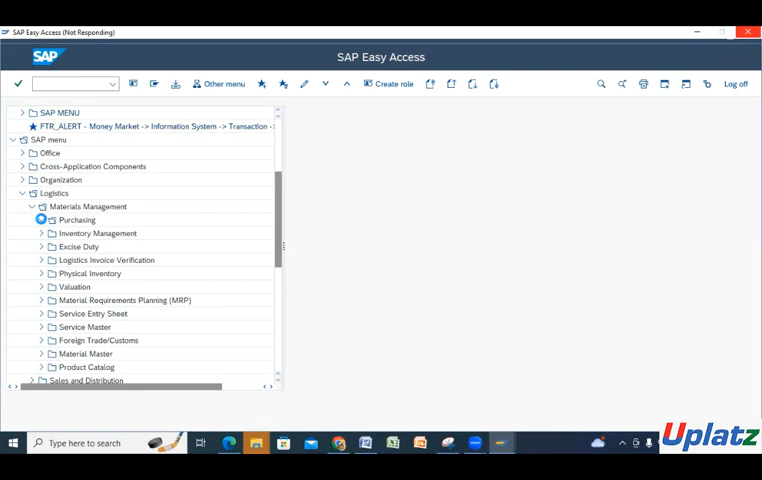 SAP Easy Access (Not Responding)
SAP
SAP Easy Access
Other menu
Create role
Log off
SAP MENU
FTR_ALERT - Money Market -> Information System -> Transaction -
SAP menu
Office
Cross-Application Components
Organization
Logistics
Materials Management
Purchasing
Inventory Management
Excise Duty
Logistics Invoice Verification
Physical Inventory
Valuation
Material Requirements Planning (MRP)
Service Entry Sheet
Service Master
Foreign Trade/Customs
Material Master
Product Catalog
Sales and Distribution
Type here to search
Uplatz